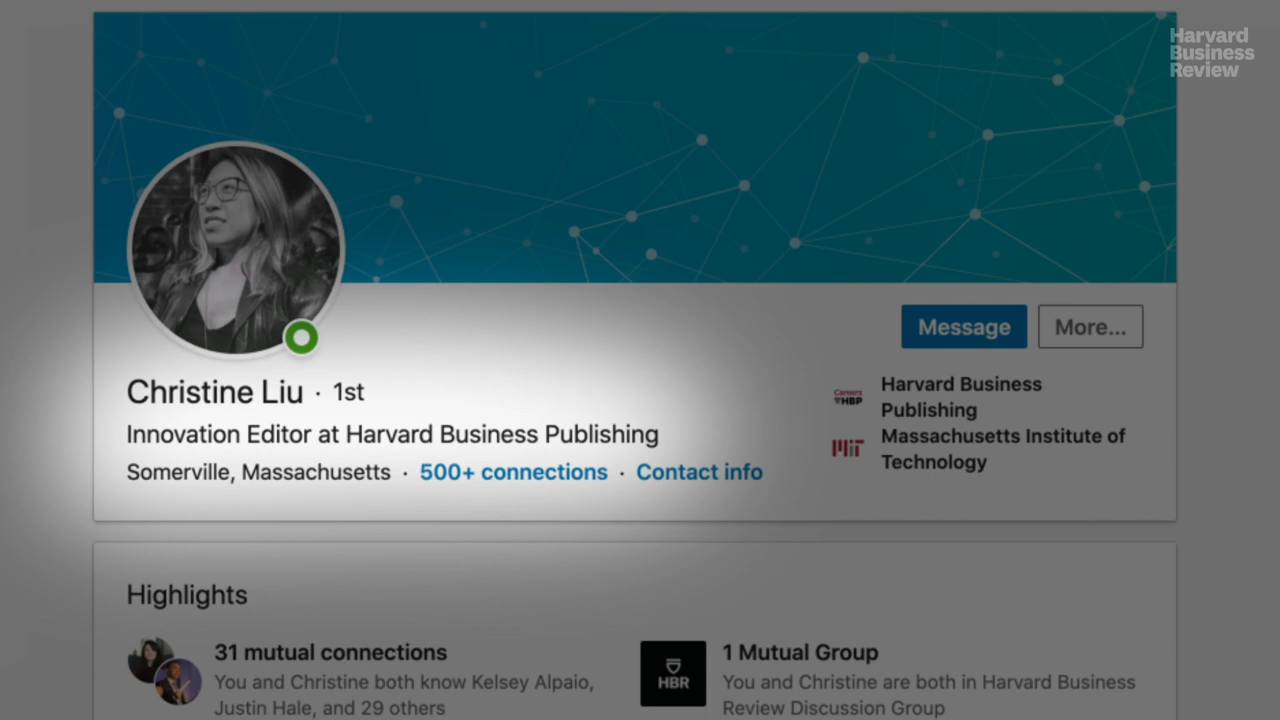 Harvard
Business
Review
Message
More...
Christine Liu · 1st
Innovation Editor at Harvard Business Publishing
Somerville, Massachusetts · 500+ connections · Contact info
Careers
HBP
Harvard Business
Publishing
MIT
Massachusetts Institute of
Technology
Highlights
31 mutual connections
You and Christine both know Kelsey Alpaio,
Justin Hale, and 29 others
HBR
1 Mutual Group
You and Christine are both in Harvard Business
Review Discussion Group